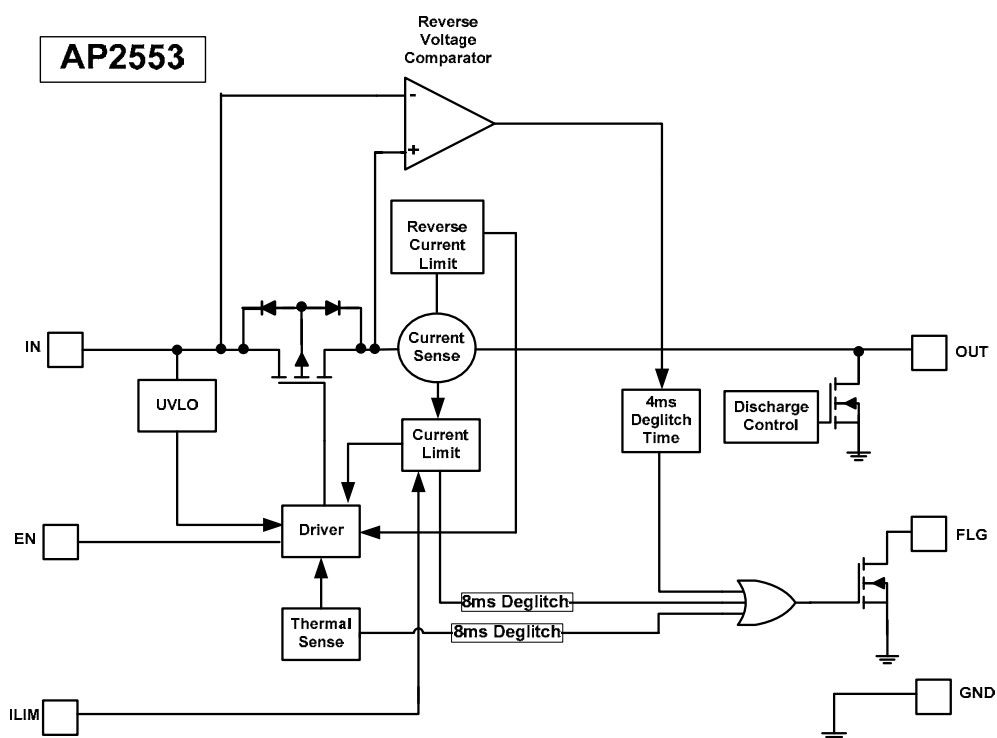 AP2553
Reverse
Voltage
Comparator
-
+
Reverse
Current
Limit
IN
Current
Sense
OUT
UVLO
4ms
Deglitch
Time
Discharge
Control
Current
Limit
EN
Driver
FLG
8ms Deglitch
Thermal
Sense
8ms Deglitch
ILIM
GND